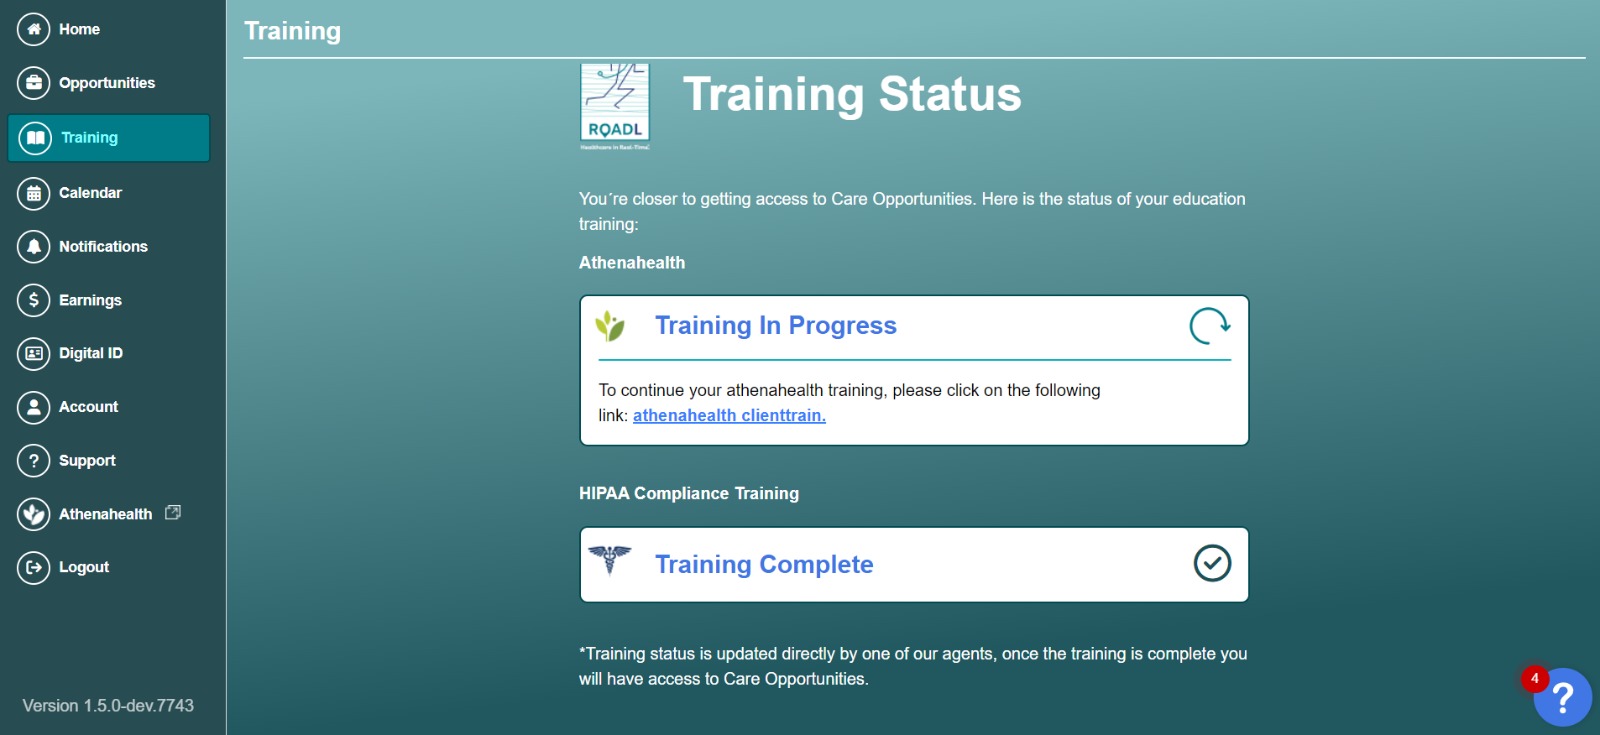 Home
Opportunities
Training
Calendar
Notifications
Earnings
Digital ID
Account
Support
Athenahealth
Logout
Version 1.5.0-dev.7743
Training
ROADL
Healthcare in Real-Time.
Training Status
You´re closer to getting access to Care Opportunities. Here is the status of your education
training:
Athenahealth
Training In Progress
To continue your athenahealth training, please click on the following
link: athenahealth clienttrain.
HIPAA Compliance Training
Training Complete
*Training status is updated directly by one of our agents, once the training is complete you
will have access to Care Opportunities.
4
?